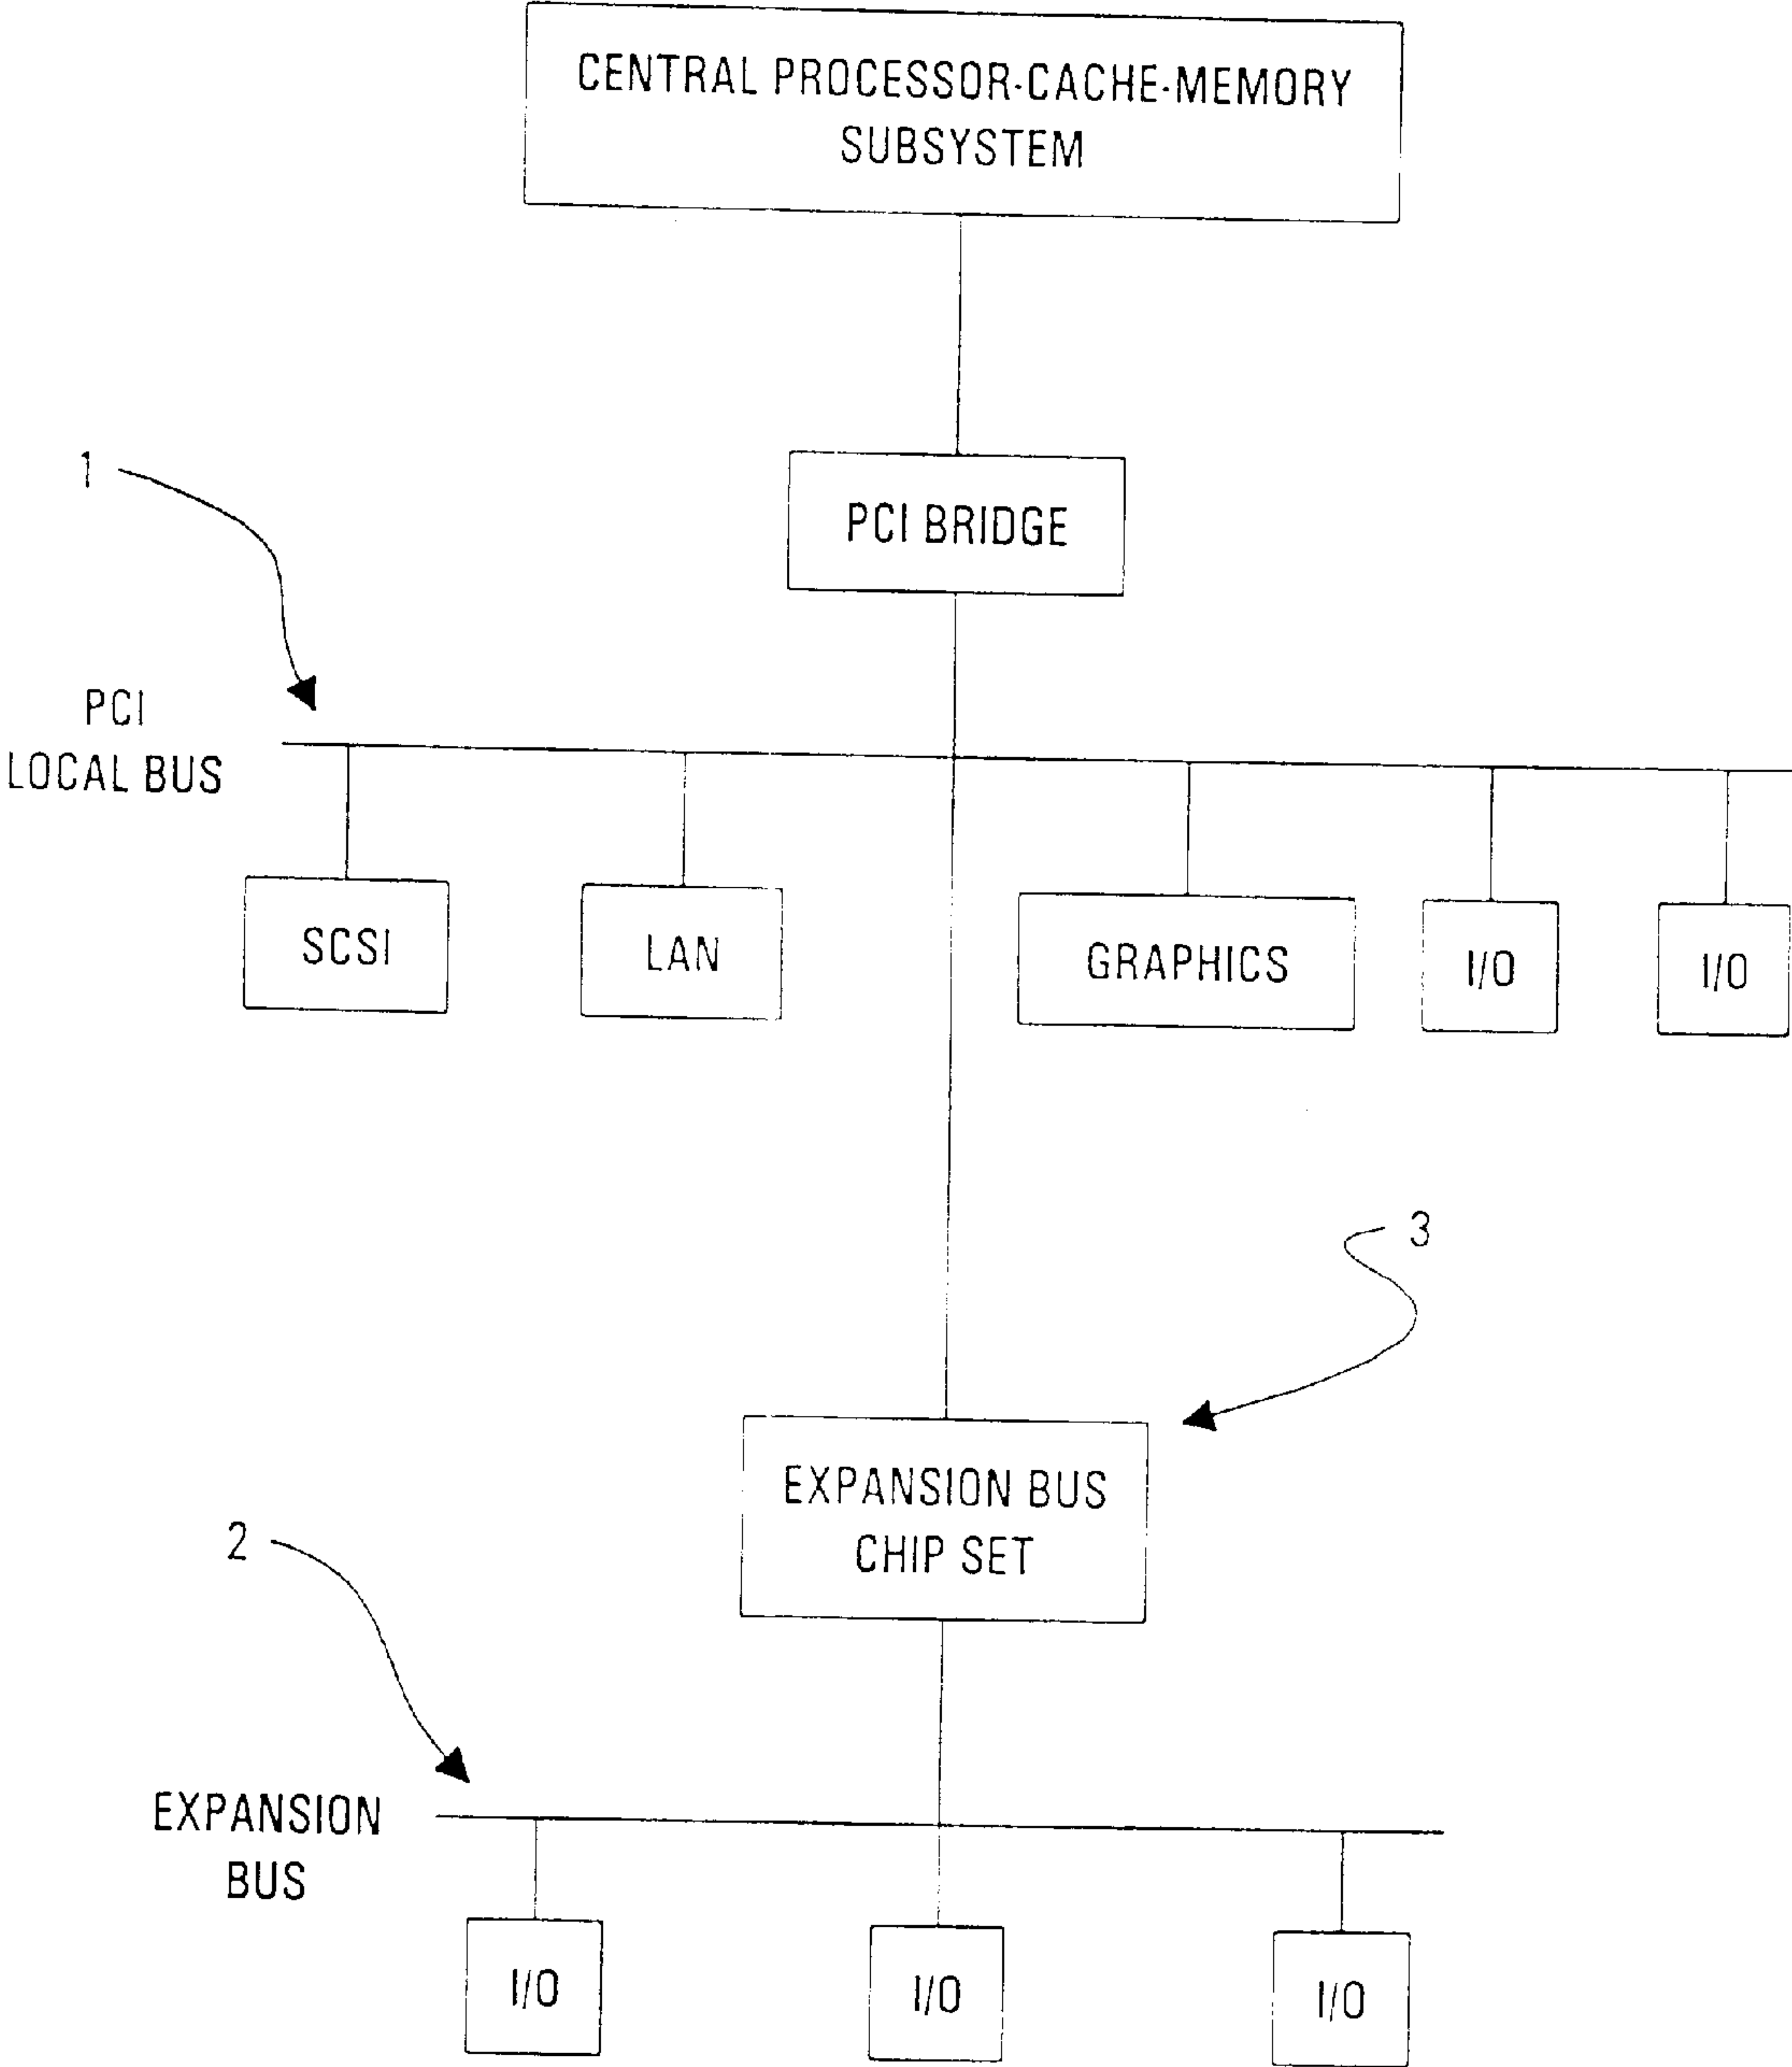 CENTRAL PROCESSOR-CACHE-MEMORY
SUBSYSTEM
1
PCI BRIDGE
PCI
LOCAL BUS
SCSI
LAN
GRAPHICS
I/O
I/O
3
EXPANSION BUS
CHIP SET
2
EXPANSION
BUS
I/O
I/O
I/O